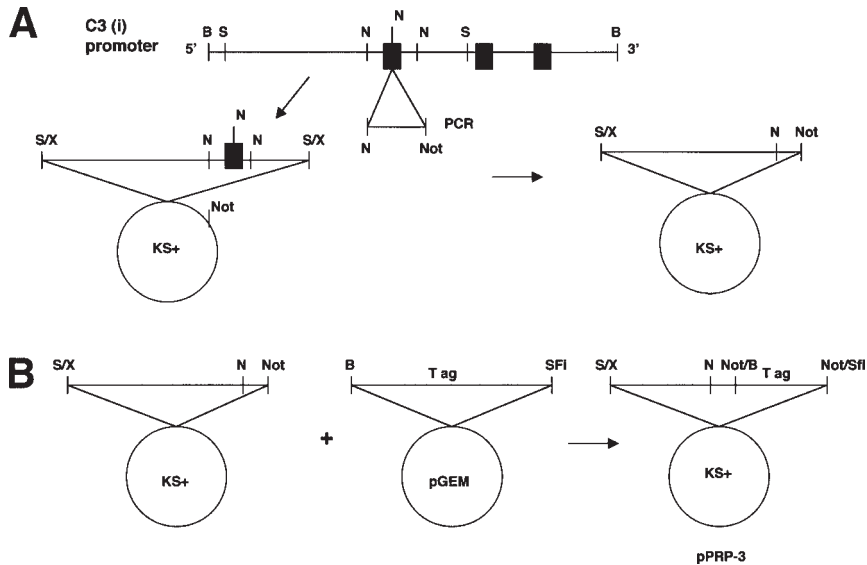 A
C3 (i)
promoter
5'
B S
N
N
N
S
B
3'
PCR
N
Not
S/X
N
N
N
S/X
Not
KS+
S/X
N
Not
KS+
B
S/X
N
Not
KS+
+
B
T ag
SFi
pGEM
S/X
N
Not/B
T ag
Not/Sfi
KS+
pPRP-3